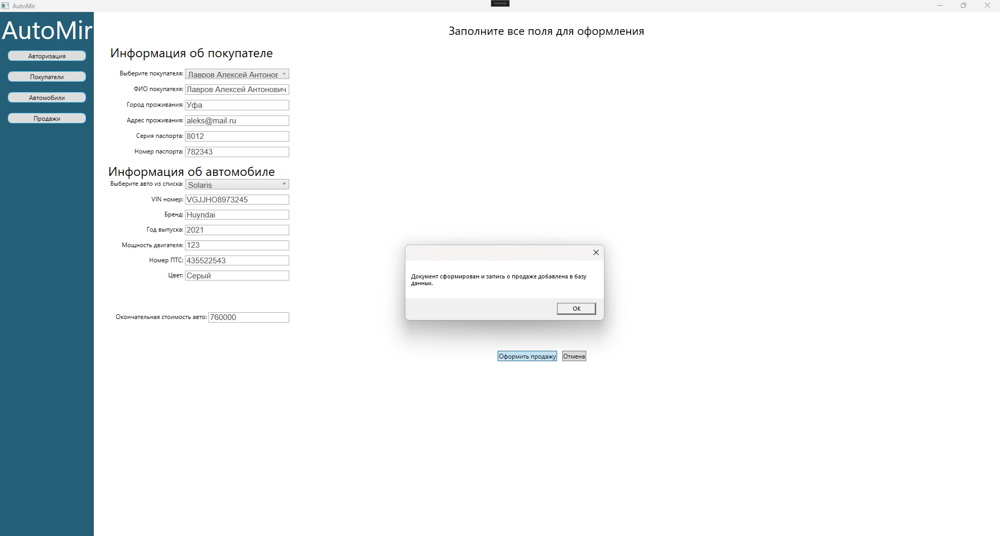 AutoMir
AutoMir
Авторизация
Покупатели
Автомобили
Продажи
Заполните все поля для оформления
Информация об покупателе
Выберите покупателя: Лавров Алексей Антонов
ФИО покупателя: Лавров Алексей Антонович
Город проживания: Уфа
Адрес проживания: aleks@mail.ru
Серия паспорта: 8012
Номер паспорта: 782343
Информация об автомобиле
Выберите авто из списка: Solaris
VIN номер: VGJJHO8973245
Бренд: Huyndai
Год выпуска: 2021
Мощность двигателя: 123
Номер ПТС: 435522543
Цвет: Серый
Окончательная стоимость авто: 760000
Документ сформирован и запись о продаже добавлена в базу
данных.
OK
Оформить продажу Отмена